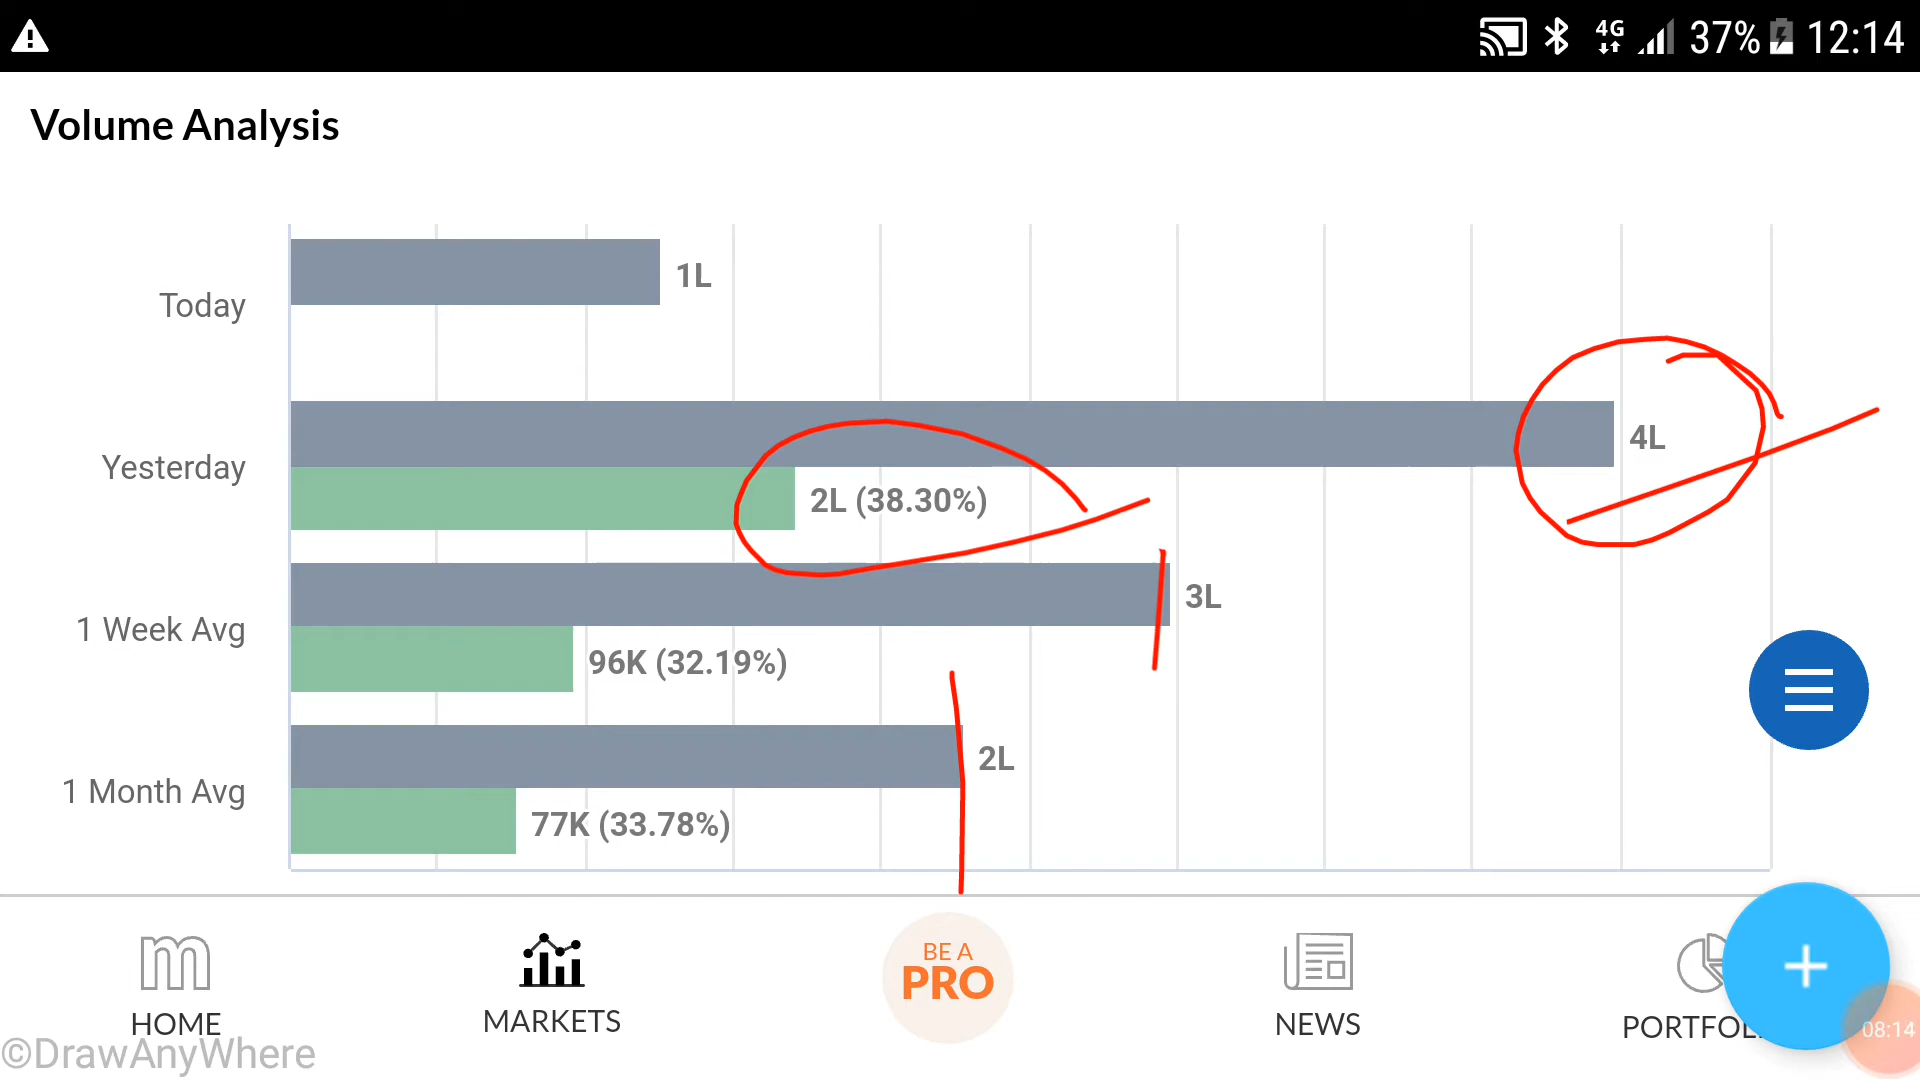 4G 37% 12:14
Volume Analysis
Today 1L
Yesterday 4L
2L (38.30%)
1 Week Avg 3L
96K (32.19%)
1 Month Avg 2L
77K (33.78%)
BE A
PRO
HOME MARKETS NEWS
08:14
©DrawAnyWhere